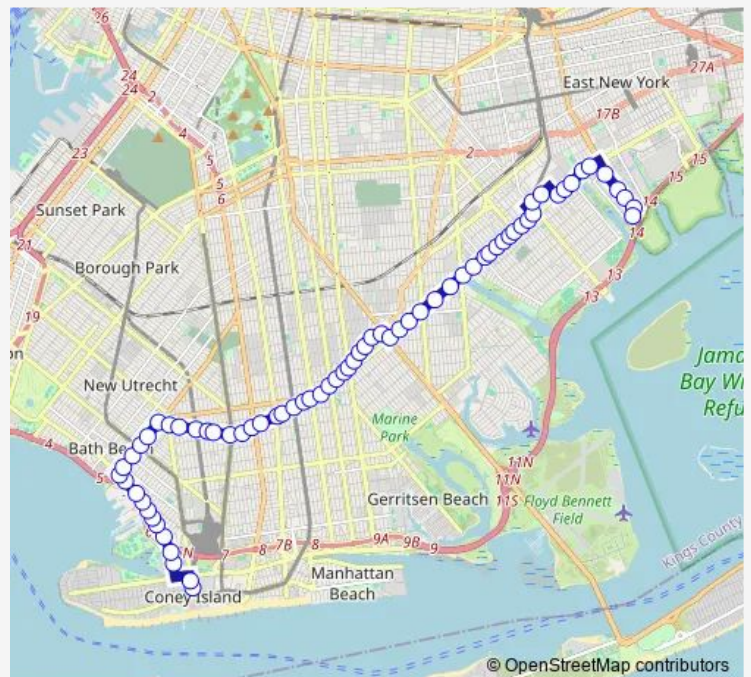 26
24
24
2
4
5
23
5
6
2
East New York
27A
17B
15
15
14
14
Sunset Park
21
Borough Park
13
13
19
on
New Utrecht
Jama
Bay Wi
Refu
Marine
Park
4
Bath Be
5
11N
11N
11S
Gerritsen Beach
Floyd Bennett
Field
N
7
8
7B
8
9A
9B
9
Kings County
Manhattan
Beach
Coney Island
© OpenStreetMap contributors